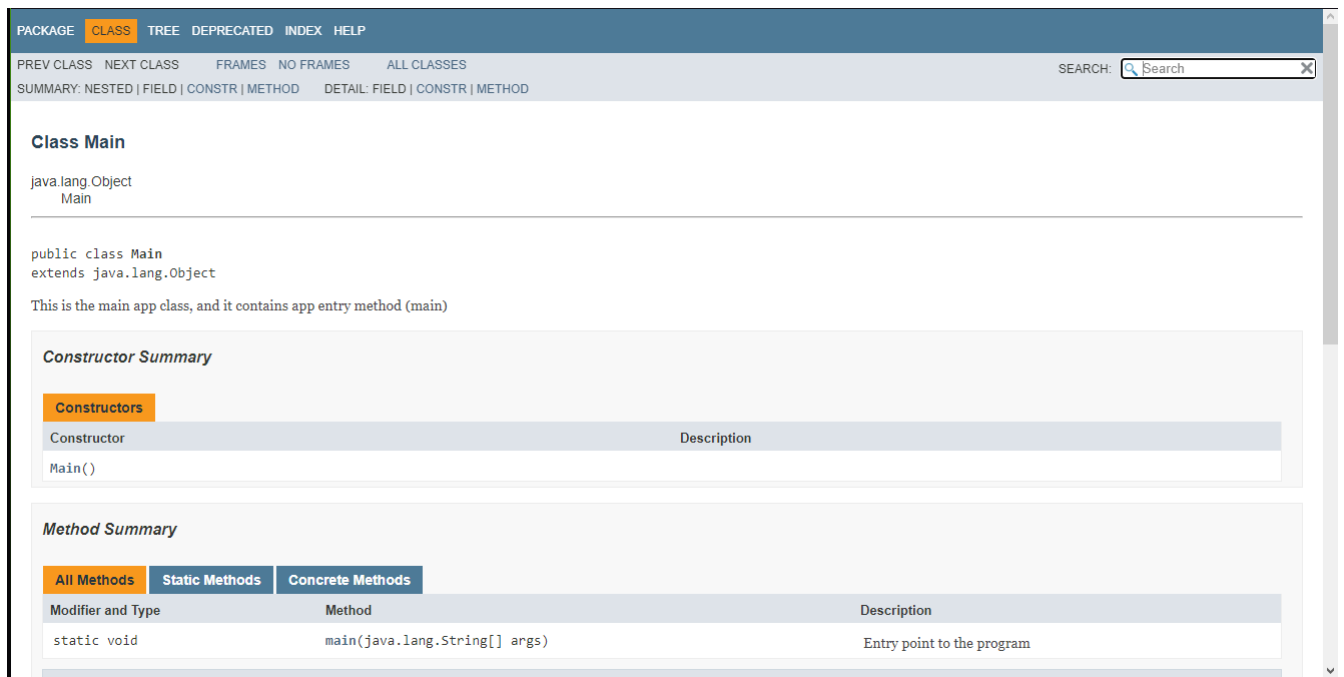 PACKAGE CLASS TREE DEPRECATED INDEX HELP
PREV CLASS NEXT CLASS FRAMES NO FRAMES ALL CLASSES SEARCH: Search
SUMMARY: NESTED | FIELD | CONSTR | METHOD DETAIL: FIELD | CONSTR | METHOD
Class Main
java.lang.Object
Main
public class Main
extends java.lang.Object
This is the main app class, and it contains app entry method (main)
Constructor Summary
Constructors
Constructor Description
Main()
Method Summary
All Methods Static Methods Concrete Methods
Modifier and Type Method Description
static void main(java.lang.String[] args) Entry point to the program